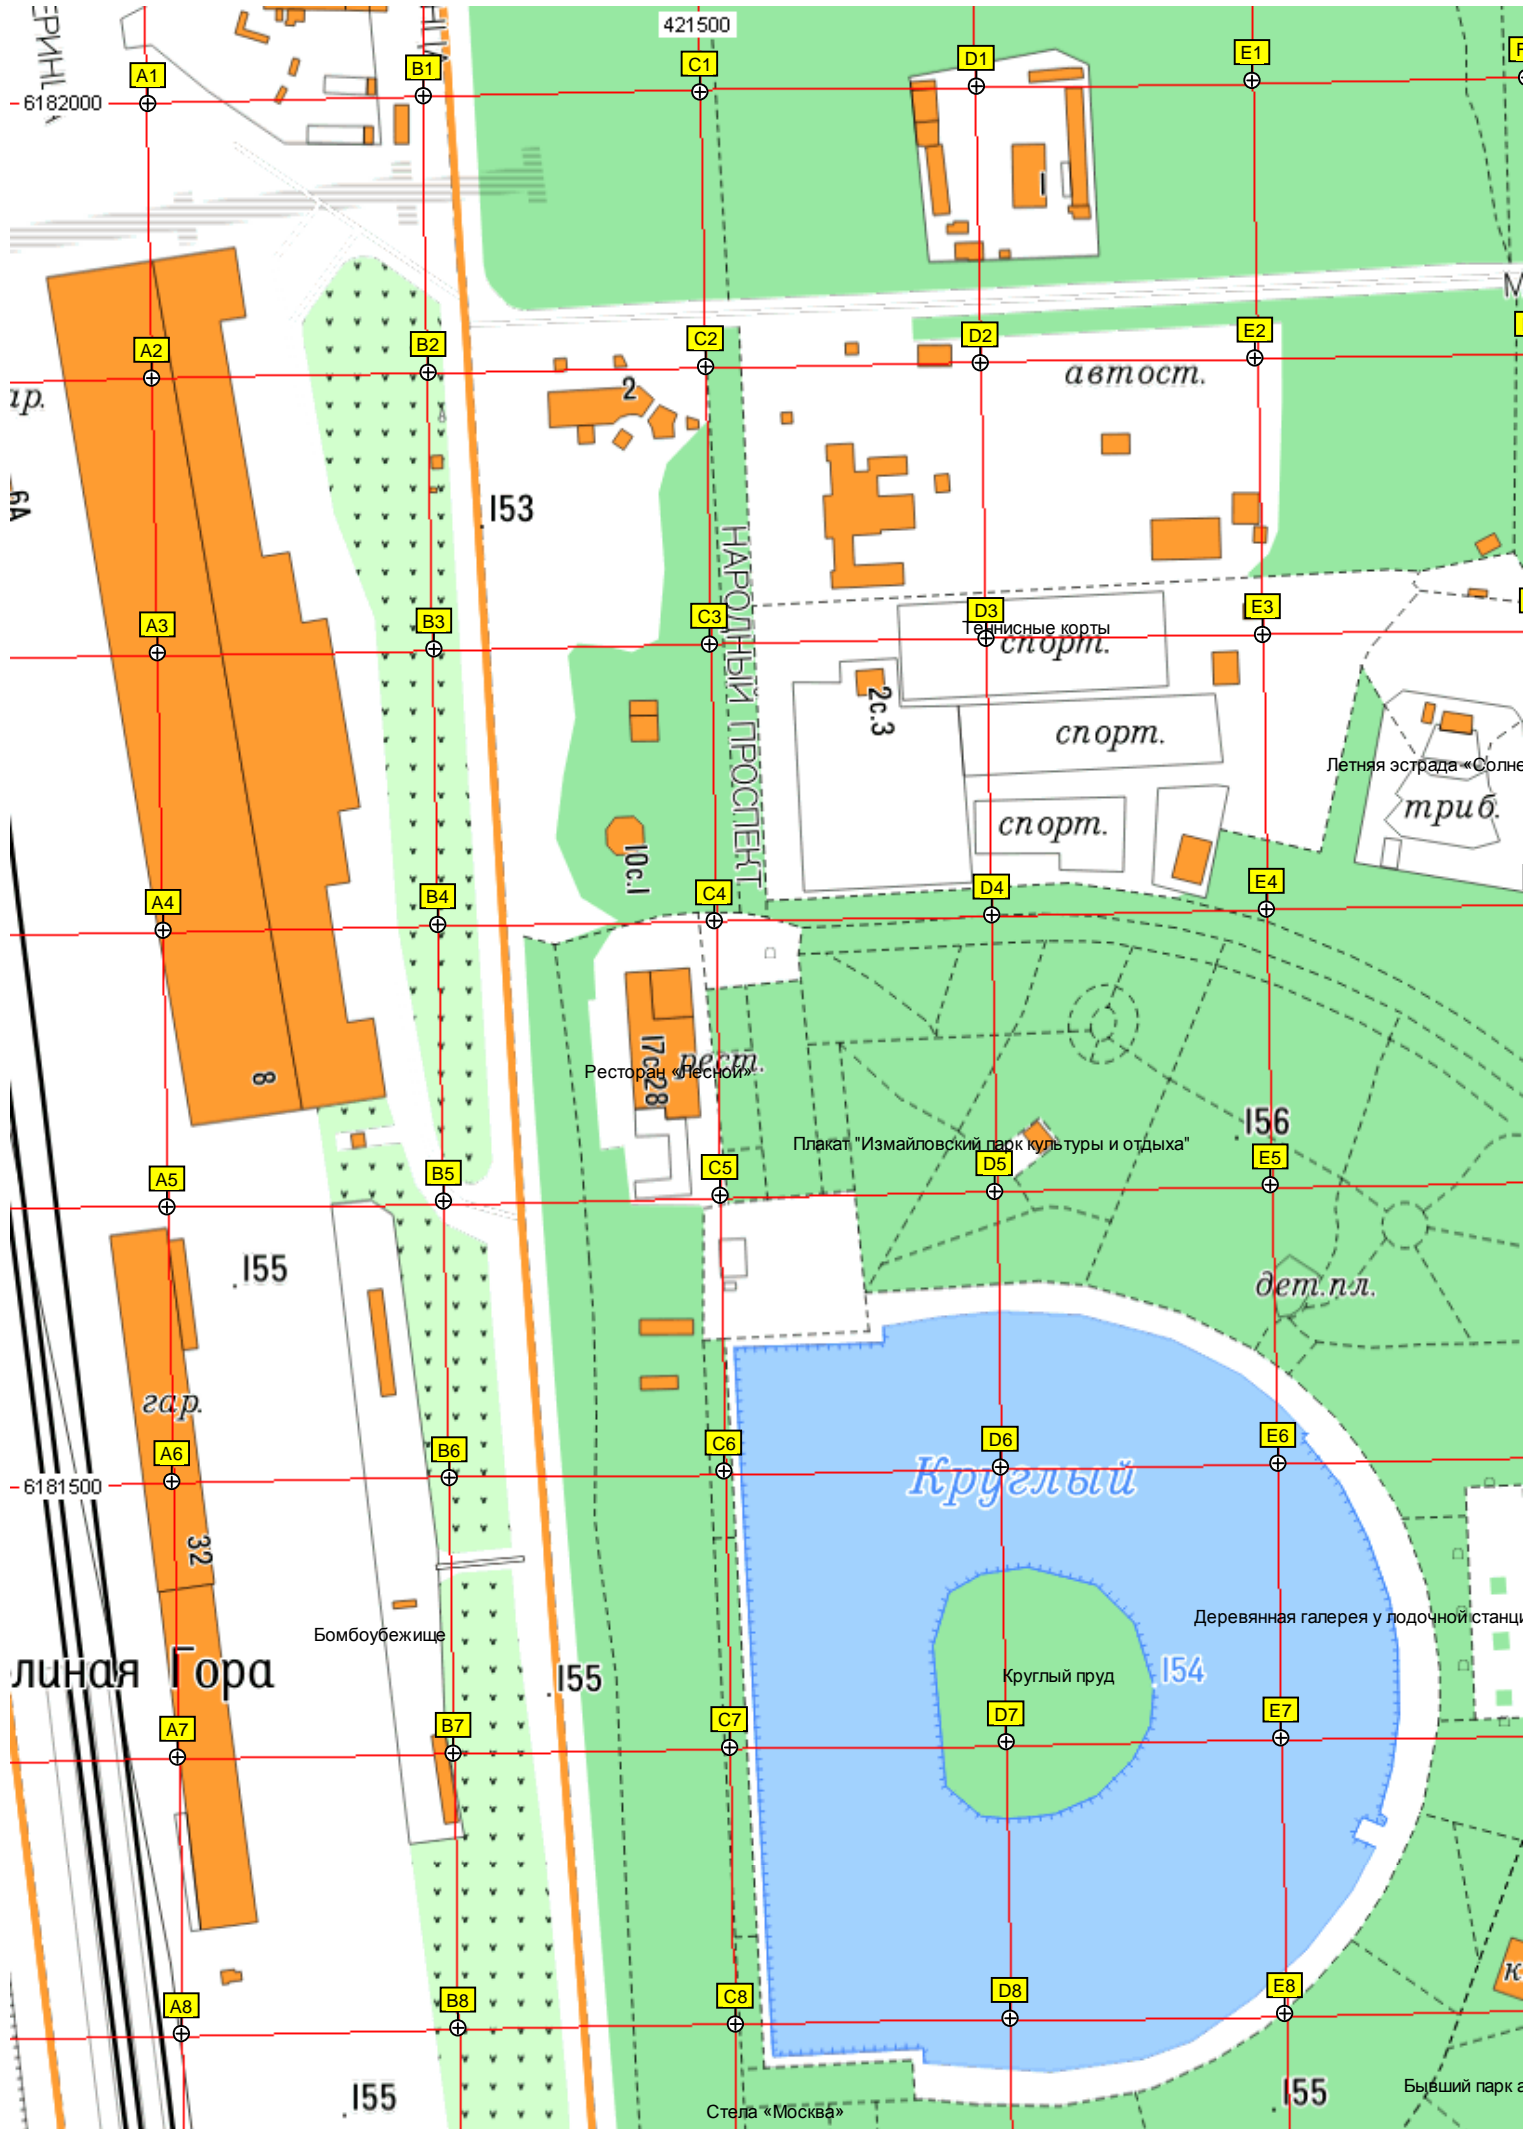 421500
A1
B1
C1
D1
E1
6182000
1
A2
B2
C2
D2
E2
автост.
2
6А
153
НАРОДНЫЙ ПРОСПЕКТ
A3
B3
C3
D3
E3
Теннисные корты
спорт.
2с.3
спорт.
Летняя эстрада «Солне
триб.
спорт.
10с.1
A4
B4
C4
D4
E4
8
17с.28
рест.
Ресторан «Лесной»
156
Плакат "Измайловский парк культуры и отдыха"
A5
B5
C5
D5
E5
155
дет.пл.
гар.
A6
B6
C6
D6
E6
6181500
Круглый
32
Деревянная галерея у лодочной станци
Бомбоубежище
линая Гора
155
Круглый пруд
154
A7
B7
C7
D7
E7
A8
B8
C8
D8
E8
155
155
Бывший парк а
Стела «Москва»